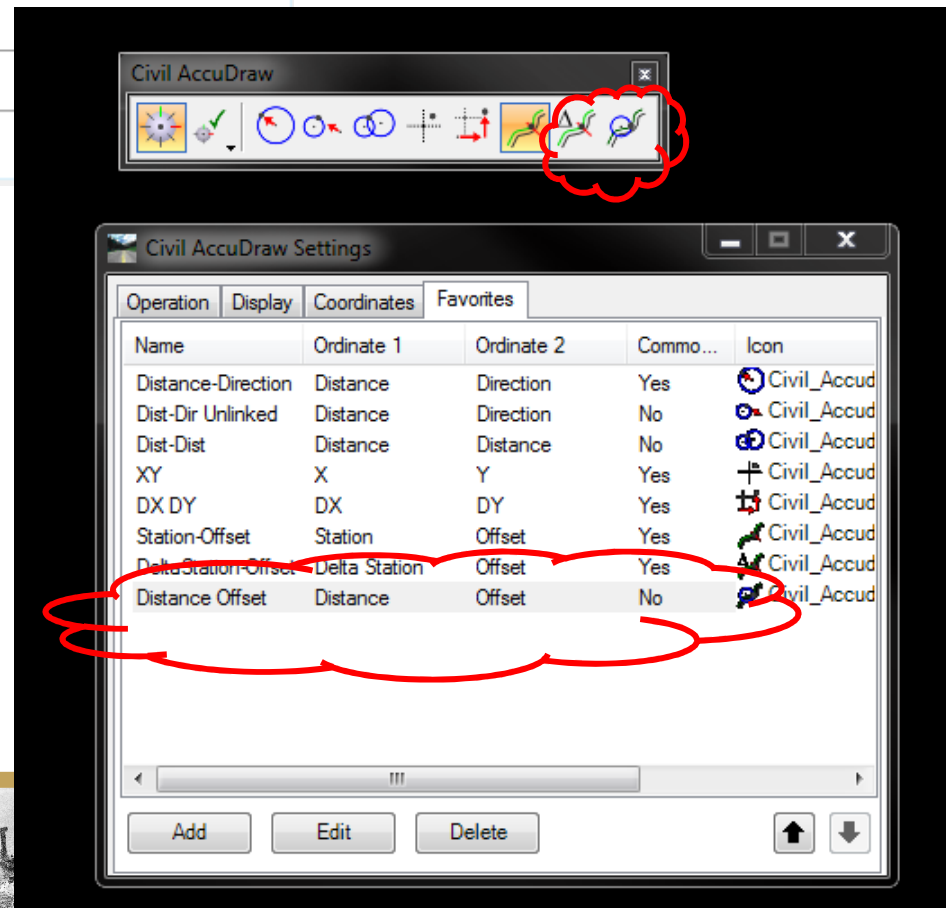 Civil AccuDraw
Civil AccuDraw Settings
Operation Display Coordinates Favorites
Name Ordinate 1 Ordinate 2 Commo... Icon
Distance-Direction Distance Direction Yes Civil_Accud
Dist-Dir Unlinked Distance Direction No Civil_Accud
Dist-Dist Distance Distance No Civil_Accud
XY X Y Yes Civil_Accud
DX DY DX DY Yes Civil_Accud
Station-Offset Station Offset Yes Civil_Accud
DeltaStation-Offset Delta Station Offset Yes Civil_Accud
Distance Offset Distance Offset No Civil_Accud
Add Edit Delete